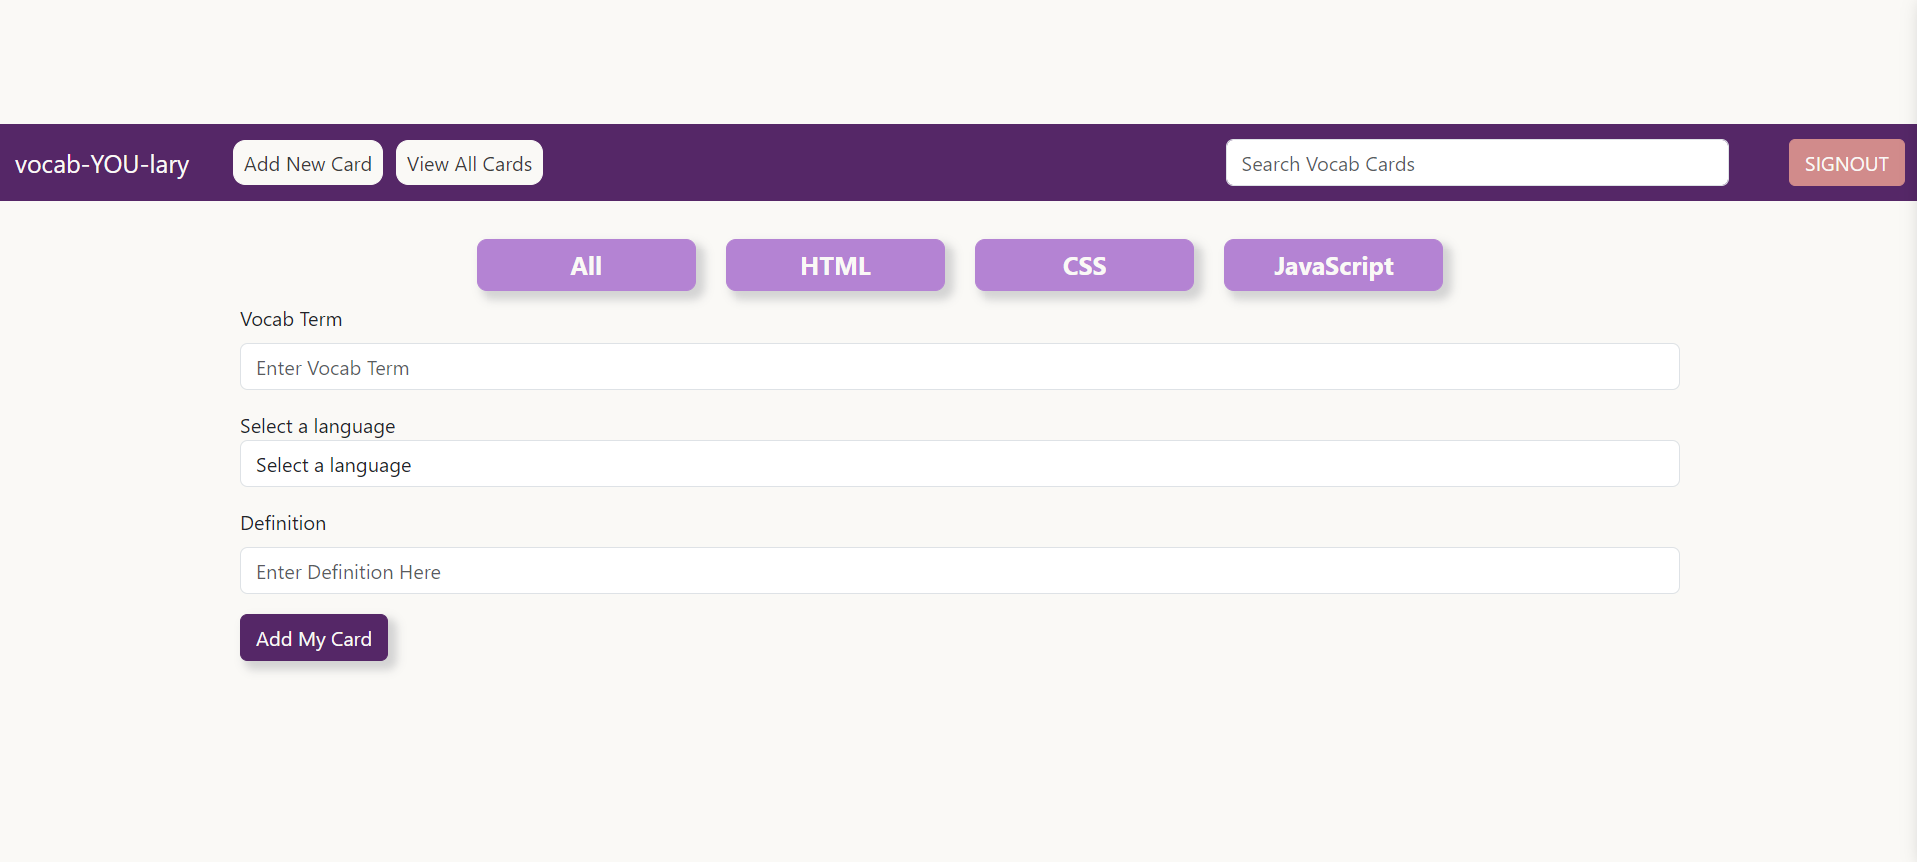 vocab-YOU-lary Add New Card View All Cards Search Vocab Cards SIGNOUT
All HTML CSS JavaScript
Vocab Term
Enter Vocab Term
Select a language
Select a language
Definition
Enter Definition Here
Add My Card